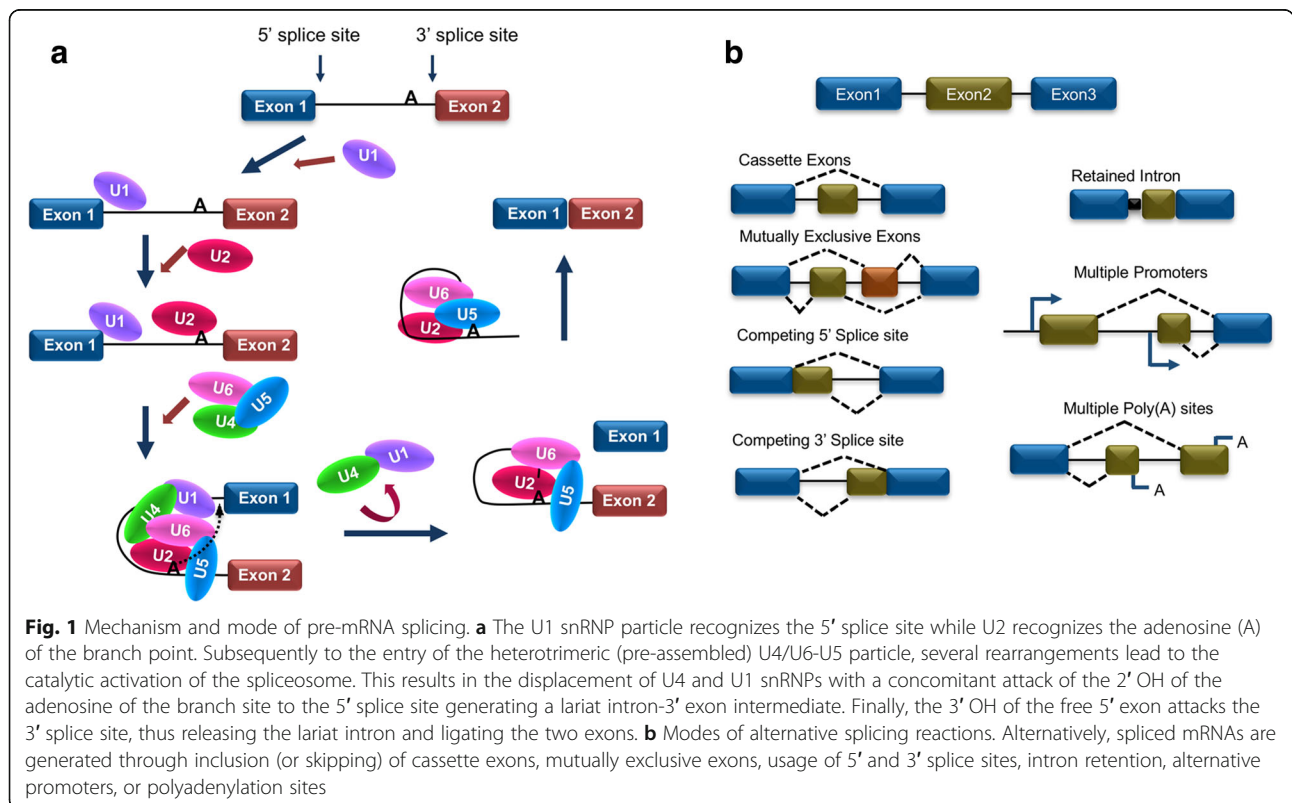 a
5' splice site
3' splice site
Exon 1
A
Exon 2
U1
U1
Exon 1
A
Exon 2
U2
U1
U2
Exon 1
A
Exon 2
U6
U4
U5
U1
Exon 1
U4
U6
U2
A
U5
Exon 2
U4
U1
Exon 1
U6
U2
A
U5
Exon 2
U6
U5
U2
A
Exon 1
Exon 2
b
Exon1
Exon2
Exon3
Cassette Exons
Mutually Exclusive Exons
Competing 5' Splice site
Competing 3' Splice site
Retained Intron
Multiple Promoters
Multiple Poly(A) sites
A
A
Fig. 1 Mechanism and mode of pre-mRNA splicing. a The U1 snRNP particle recognizes the 5′ splice site while U2 recognizes the adenosine (A)
of the branch point. Subsequently to the entry of the heterotrimeric (pre-assembled) U4/U6-U5 particle, several rearrangements lead to the
catalytic activation of the spliceosome. This results in the displacement of U4 and U1 snRNPs with a concomitant attack of the 2′ OH of the
adenosine of the branch site to the 5′ splice site generating a lariat intron-3′ exon intermediate. Finally, the 3′ OH of the free 5′ exon attacks the
3′ splice site, thus releasing the lariat intron and ligating the two exons. b Modes of alternative splicing reactions. Alternatively, spliced mRNAs are
generated through inclusion (or skipping) of cassette exons, mutually exclusive exons, usage of 5′ and 3′ splice sites, intron retention, alternative
promoters, or polyadenylation sites